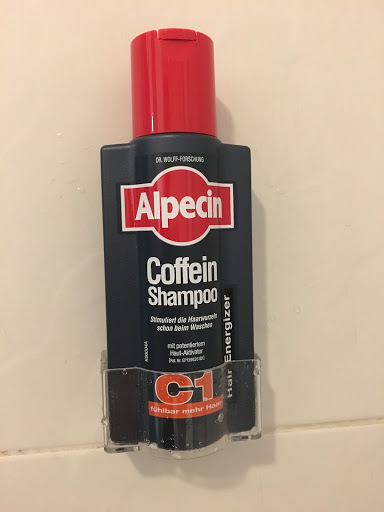 DR. WOLFF-FORSCHUNG
Alpecin
Coffein
Shampoo
Stimuliert die Haarwurzeln
schon beim Waschen
mit patentiertem
Haut-Aktivator
Hair Energizer
C1
fühlbar mehr Haar